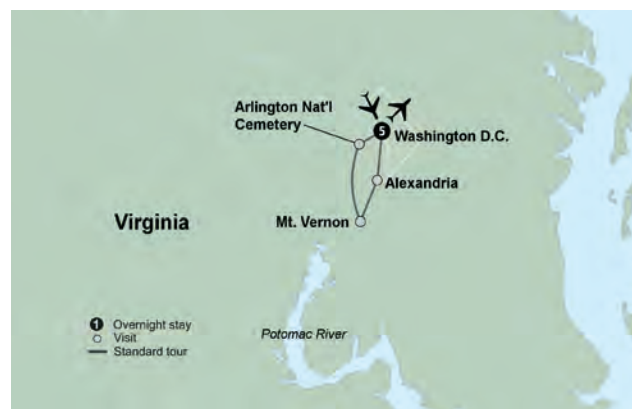 Arlington Nat'l
Cemetery
5
Washington D.C.
Alexandria
Virginia
Mt. Vernon
1 Overnight stay
Visit
Standard tour
Potomac River